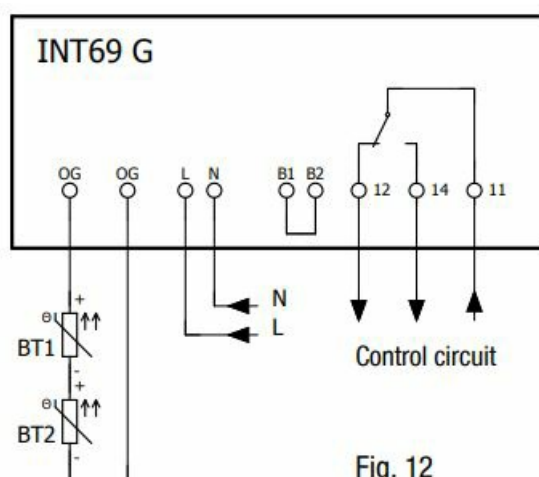 INT69 G
OG OG L N B1 B2 12 14 11
N
L
+
θ
BT1
-
Control circuit
+
θ
BT2
-
Fig. 12